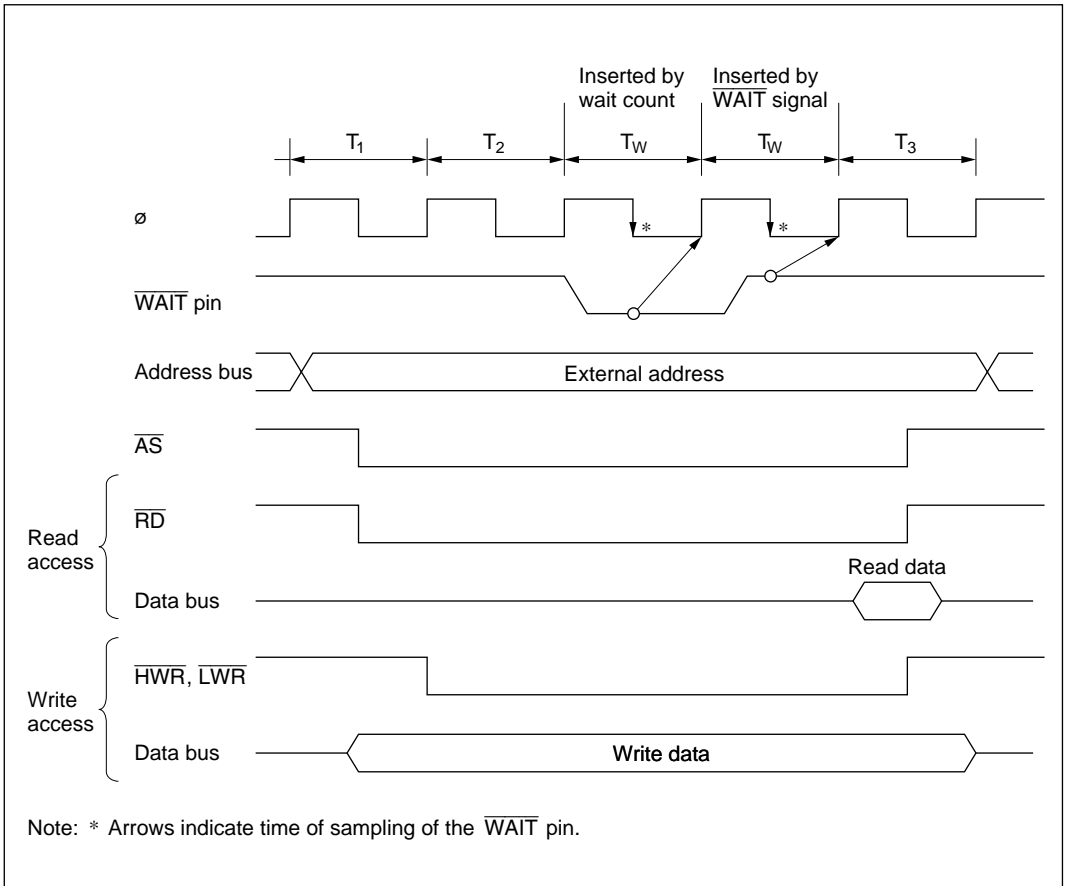 Inserted by
wait count
Inserted by
WAIT signal
T1 T2 TW TW T3
ø
*
*
WAIT pin
Address bus
External address
AS
Read
access
RD
Read data
Data bus
Write
access
HWR, LWR
Data bus
Write data
Note: * Arrows indicate time of sampling of the WAIT pin.